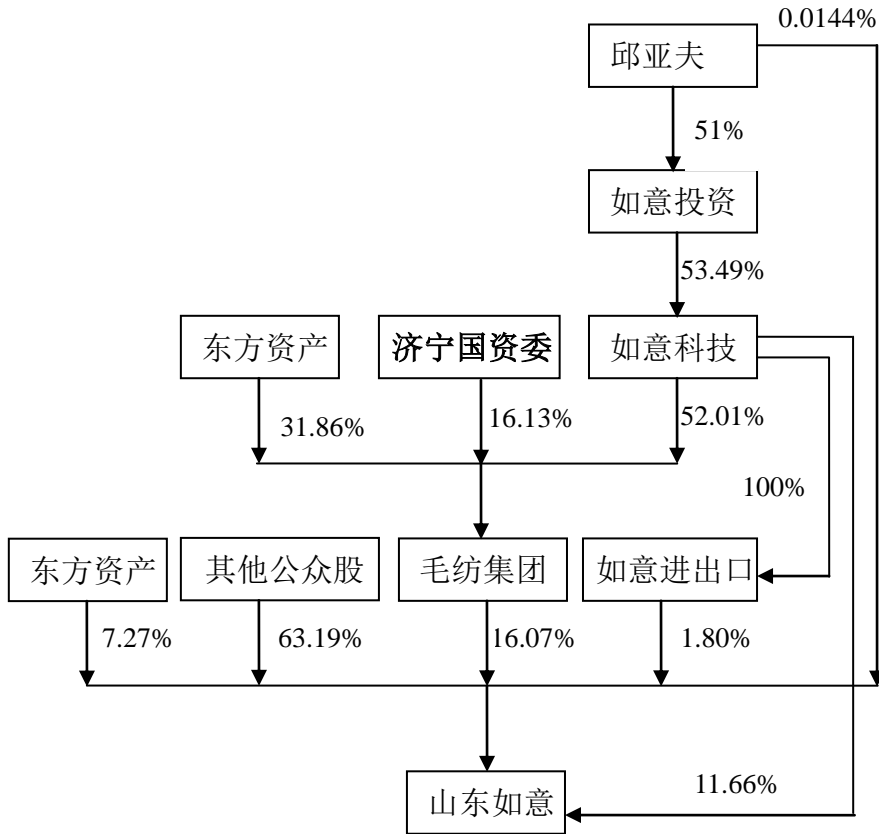 0.0144%
邱亚夫
51%
如意投资
53.49%
东方资产
济宁国资委
如意科技
31.86%
16.13%
52.01%
100%
东方资产
其他公众股
毛纺集团
如意进出口
7.27%
63.19%
16.07%
1.80%
11.66%
山东如意